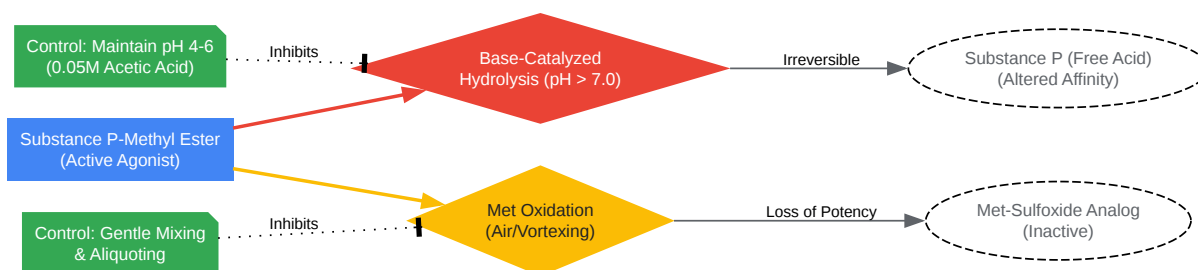 Control: Maintain pH 4-6
(0.05M Acetic Acid)
Inhibits
Base-Catalyzed
Hydrolysis (pH > 7.0)
Irreversible
Substance P (Free Acid)
(Altered Affinity)
Substance P-Methyl Ester
(Active Agonist)
Control: Gentle Mixing
& Aliquoting
Inhibits
Met Oxidation
(Air/Vortexing)
Loss of Potency
Met-Sulfoxide Analog
(Inactive)